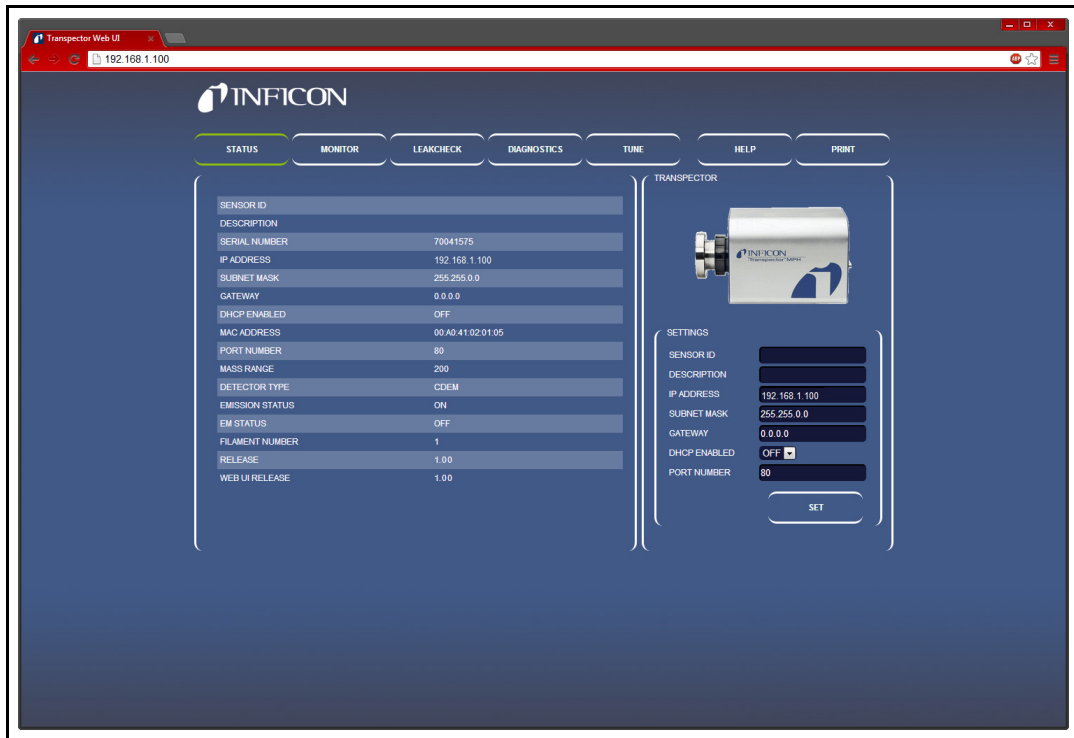 Transpector Web UI
192.168.1.100
INFICON
STATUS MONITOR LEAKCHECK DIAGNOSTICS TUNE HELP PRINT
SENSOR ID
DESCRIPTION
SERIAL NUMBER 70041575
IP ADDRESS 192.168.1.100
SUBNET MASK 255.255.0.0
GATEWAY 0.0.0.0
DHCP ENABLED OFF
MAC ADDRESS 00:A0:41:02:01:05
PORT NUMBER 80
MASS RANGE 200
DETECTOR TYPE CDEM
EMISSION STATUS ON
EM STATUS OFF
FILAMENT NUMBER 1
RELEASE 1.00
WEB UI RELEASE 1.00
TRANSPECTOR
INFICON
Transpector MPH
SETTINGS
SENSOR ID
DESCRIPTION
IP ADDRESS 192.168.1.100
SUBNET MASK 255.255.0.0
GATEWAY 0.0.0.0
DHCP ENABLED OFF
PORT NUMBER 80
SET